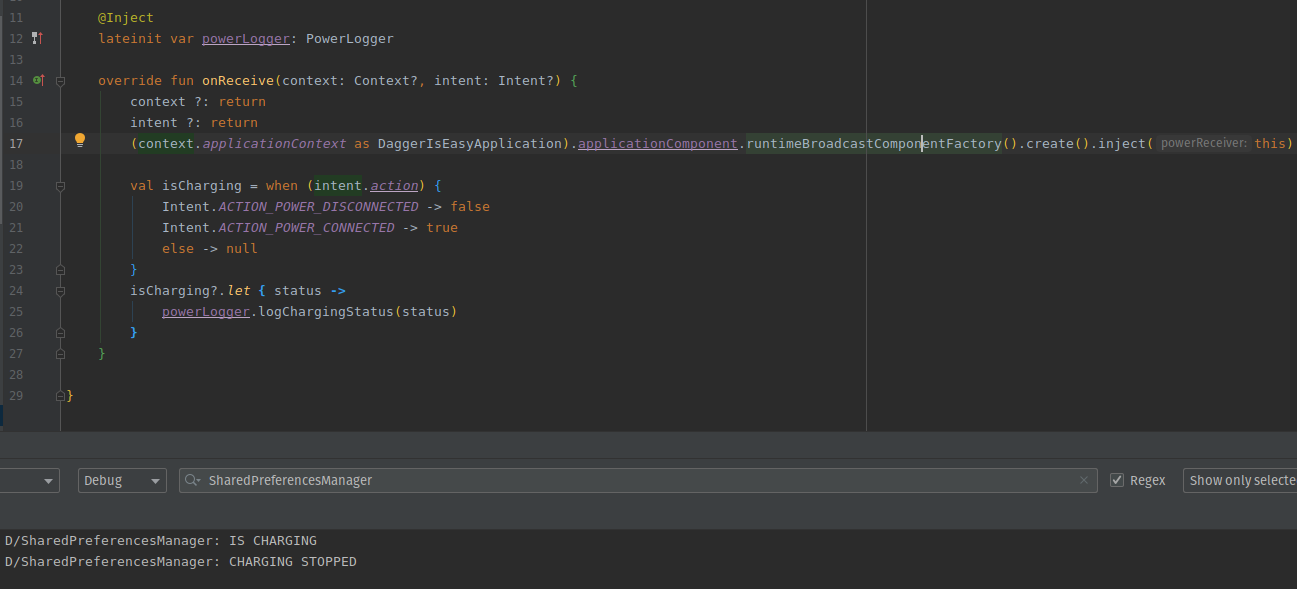 11 @Inject
12 lateinit var powerLogger: PowerLogger
13
14 override fun onReceive(context: Context?, intent: Intent?) {
15 context ?: return
16 intent ?: return
17 (context.applicationContext as DaggerIsEasyApplication).applicationComponent.runtimeBroadcastComponentFactory().create().inject( powerReceiver: this)
18
19 val isCharging = when (intent.action) {
20 Intent.ACTION_POWER_DISCONNECTED -> false
21 Intent.ACTION_POWER_CONNECTED -> true
22 else -> null
23 }
24 isCharging?.let { status ->
25 powerLogger.logChargingStatus(status)
26 }
27 }
28
29 }
Debug SharedPreferencesManager Regex Show only selecte
D/SharedPreferencesManager: IS CHARGING
D/SharedPreferencesManager: CHARGING STOPPED